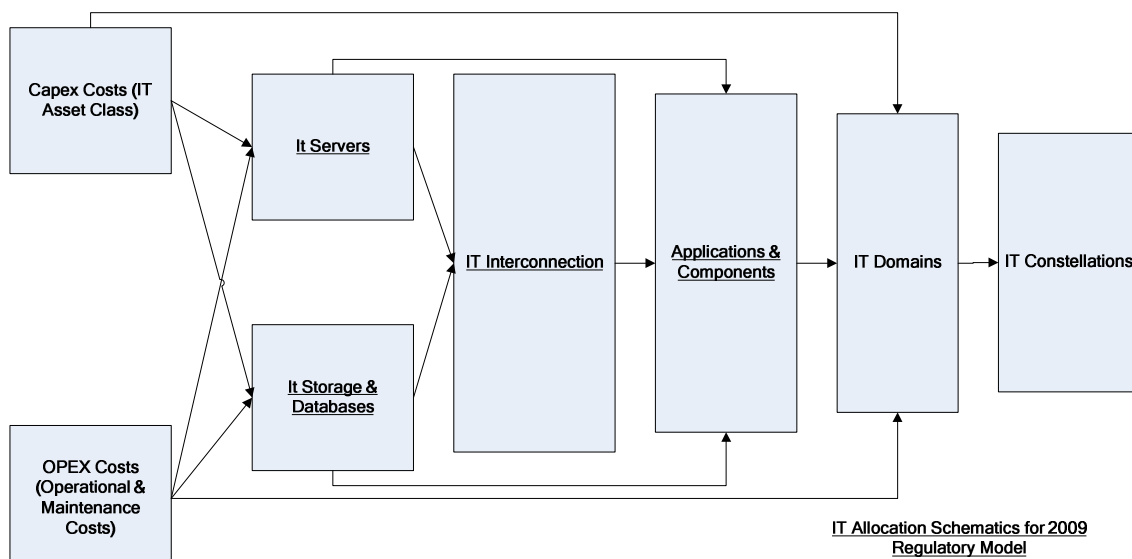 Capex Costs (IT
Asset Class)
It Servers
IT Interconnection
Applications &
Components
IT Domains
IT Constellations
It Storage &
Databases
OPEX Costs
(Operational &
Maintenance
Costs)
IT Allocation Schematics for 2009
Regulatory Model